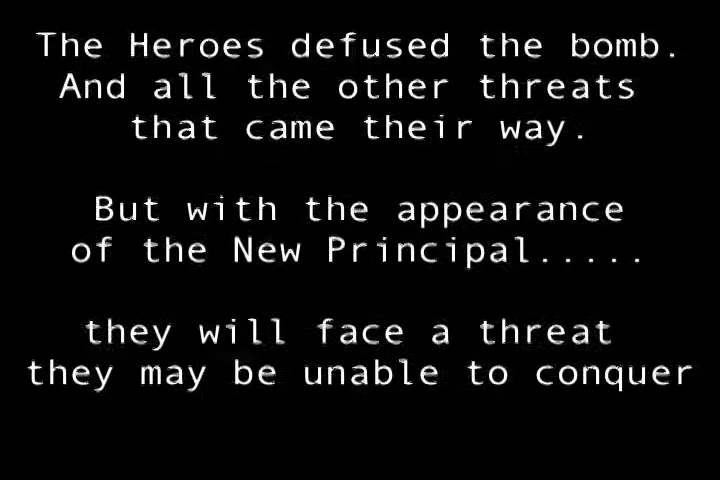 The Heroes defused the bomb.
And all the other threats
that came their way.
But with the appearance
of the New Principal.....
they will face a threat
they may be unable to conquer